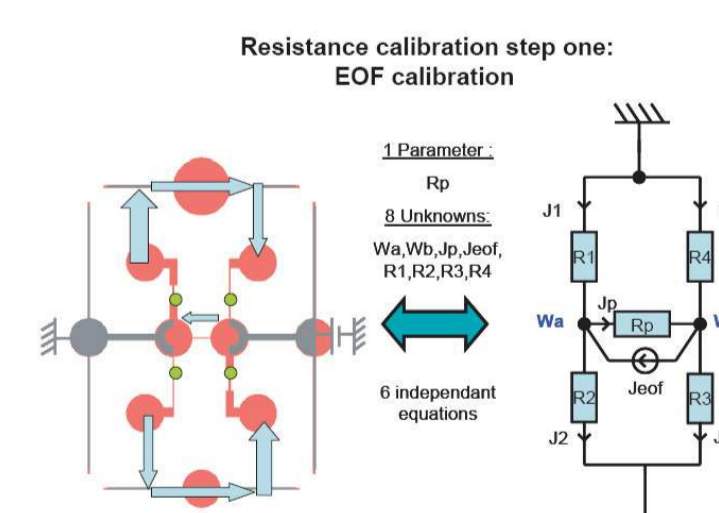 Resistance calibration step one:
EOF calibration
1 Parameter :
Rp
8 Unknowns:
Wa,Wb,Jp,Jeof,
R1,R2,R3,R4
6 independant
equations
J1
R1
R4
Wa
Jp
Rp
Jeof
R2
R3
J2